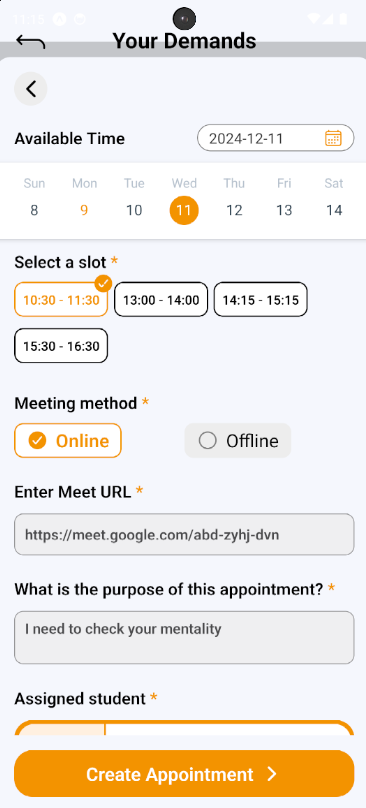 11:15
Your Demands
Available Time 2024-12-11
Sun Mon Tue Wed Thu Fri Sat
8 9 10 11 12 13 14
Select a slot *
10:30 - 11:30 13:00 - 14:00 14:15 - 15:15
15:30 - 16:30
Meeting method *
Online Offline
Enter Meet URL *
https://meet.google.com/abd-zyhj-dvn
What is the purpose of this appointment? *
I need to check your mentality
Assigned student *
Create Appointment